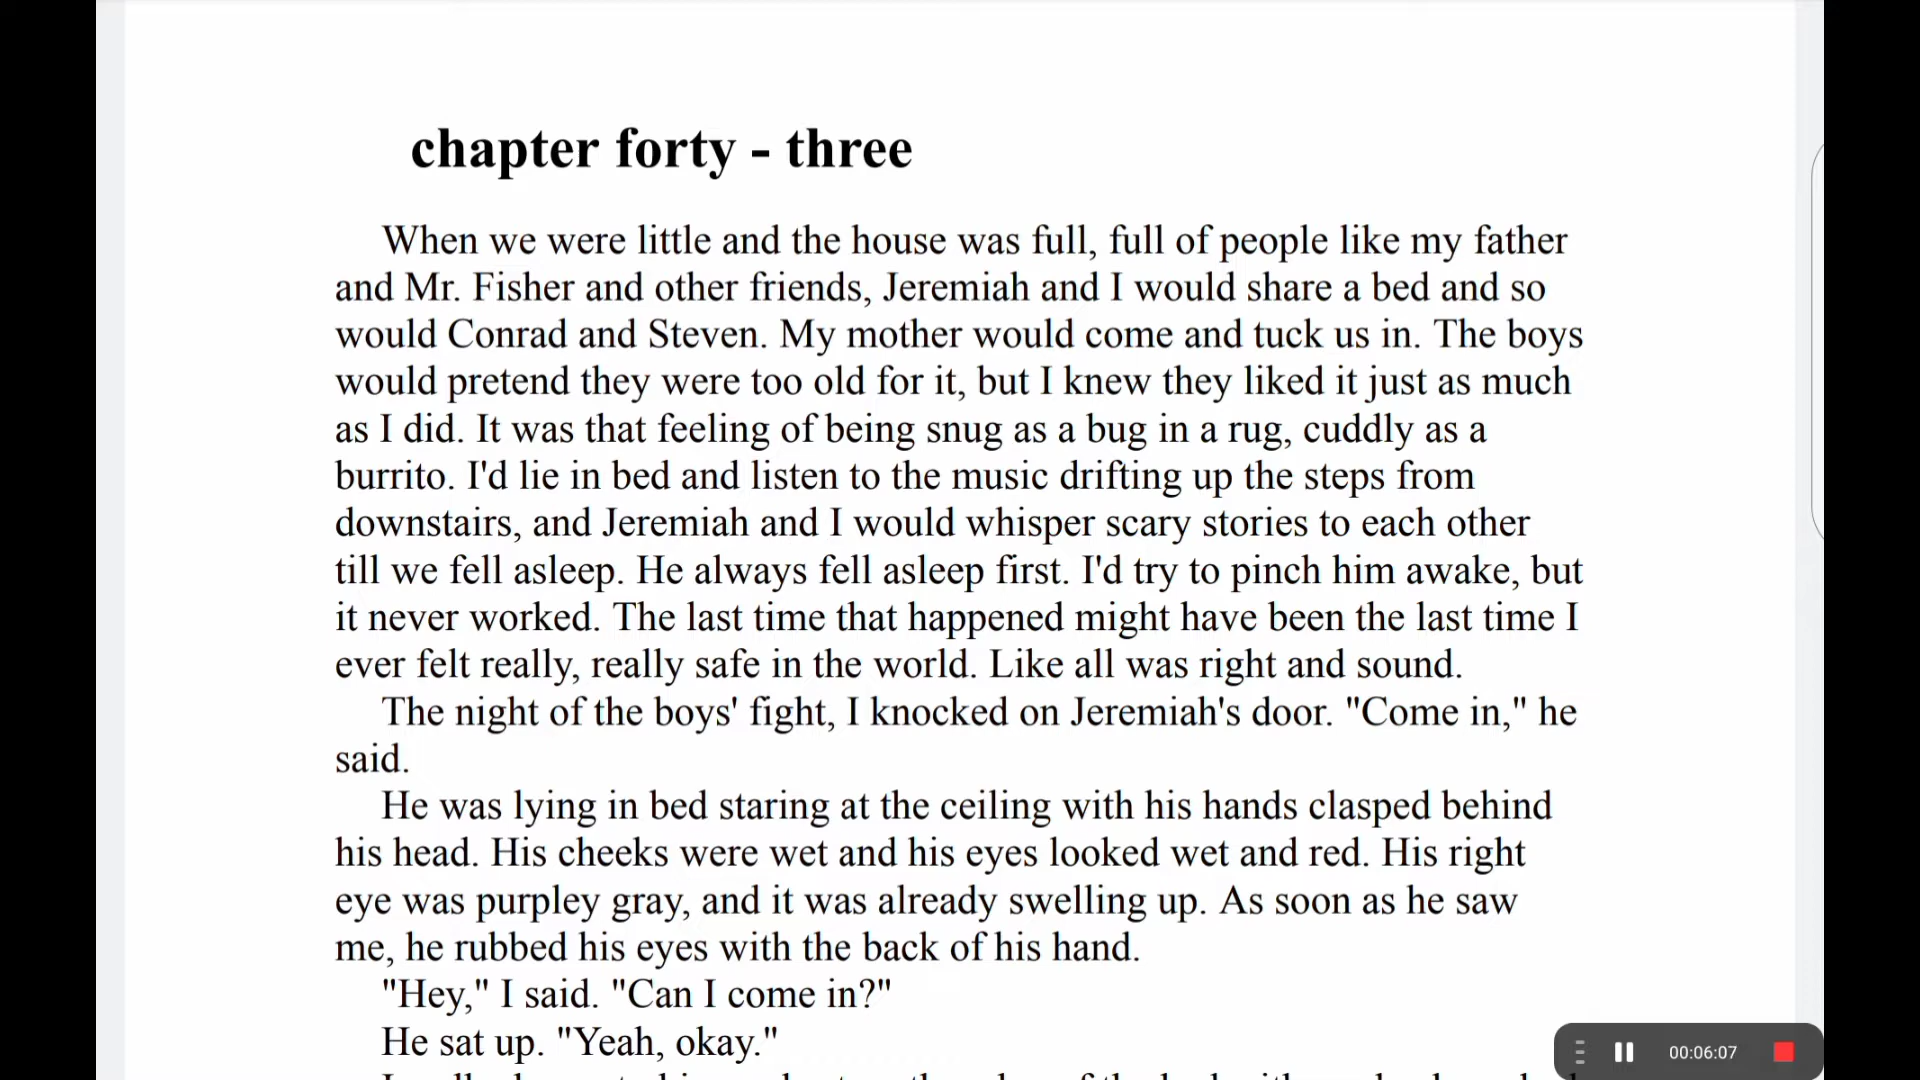 chapter forty - three
When we were little and the house was full, full of people like my father
and Mr. Fisher and other friends, Jeremiah and I would share a bed and so
would Conrad and Steven. My mother would come and tuck us in. The boys
would pretend they were too old for it, but I knew they liked it just as much
as I did. It was that feeling of being snug as a bug in a rug, cuddly as a
burrito. I'd lie in bed and listen to the music drifting up the steps from
downstairs, and Jeremiah and I would whisper scary stories to each other
till we fell asleep. He always fell asleep first. I'd try to pinch him awake, but
it never worked. The last time that happened might have been the last time I
ever felt really, really safe in the world. Like all was right and sound.
The night of the boys' fight, I knocked on Jeremiah's door. "Come in," he
said.
He was lying in bed staring at the ceiling with his hands clasped behind
his head. His cheeks were wet and his eyes looked wet and red. His right
eye was purpley gray, and it was already swelling up. As soon as he saw
me, he rubbed his eyes with the back of his hand.
"Hey," I said. "Can I come in?"
He sat up. "Yeah, okay."
00:06:07